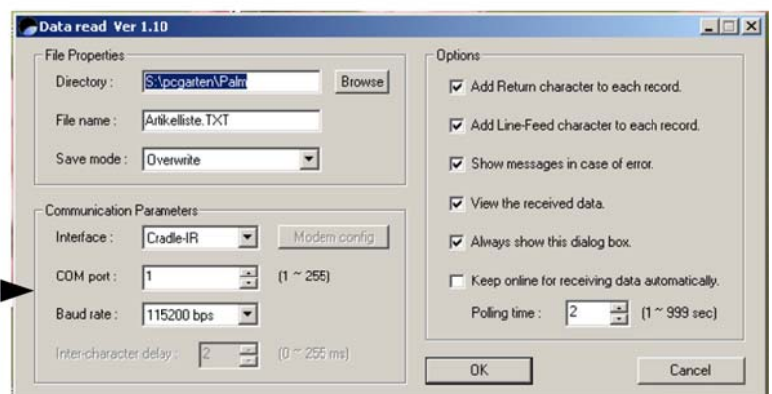 Data read Ver 1.10
File Properties
Directory : S:\pcgarten\Palm Browse
File name : Artikelliste.TXT
Save mode : Overwrite
Communication Parameters
Interface : Cradle-IR Modem config
COM port : 1 (1 ~ 255)
Baud rate : 115200 bps
Inter-character delay : 2 (0 ~ 255 ms)
Options
Add Return character to each record.
Add Line-Feed character to each record.
Show messages in case of error.
View the received data.
Always show this dialog box.
Keep online for receiving data automatically.
Polling time : 2 (1 ~ 999 sec)
OK Cancel